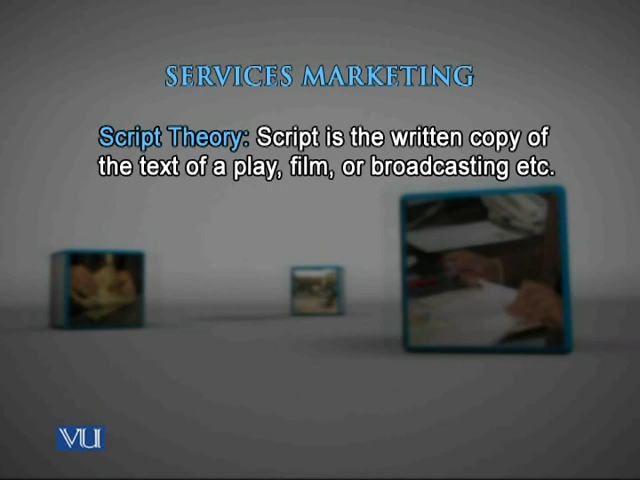 SERVICES MARKETING
Script Theory: Script is the written copy of
the text of a play, film, or broadcasting etc.
VU